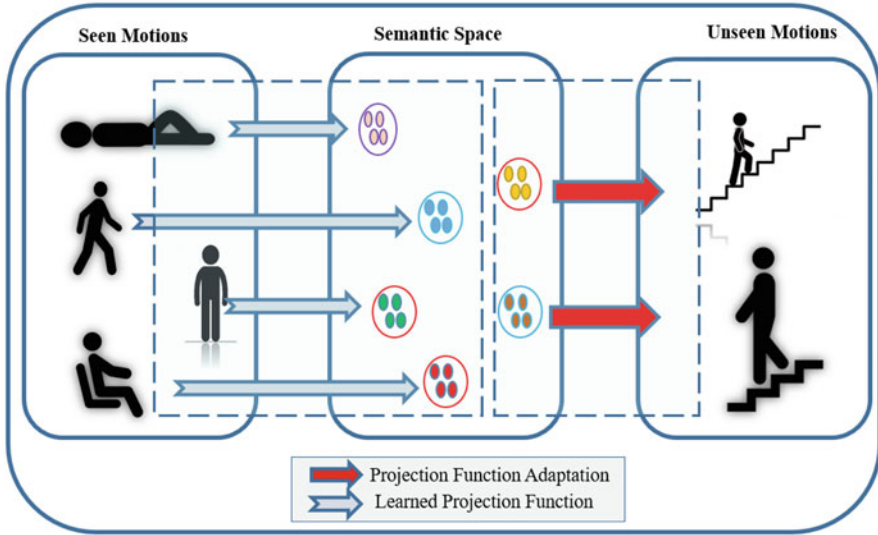 Seen Motions
Semantic Space
Unseen Motions
Projection Function Adaptation
Learned Projection Function